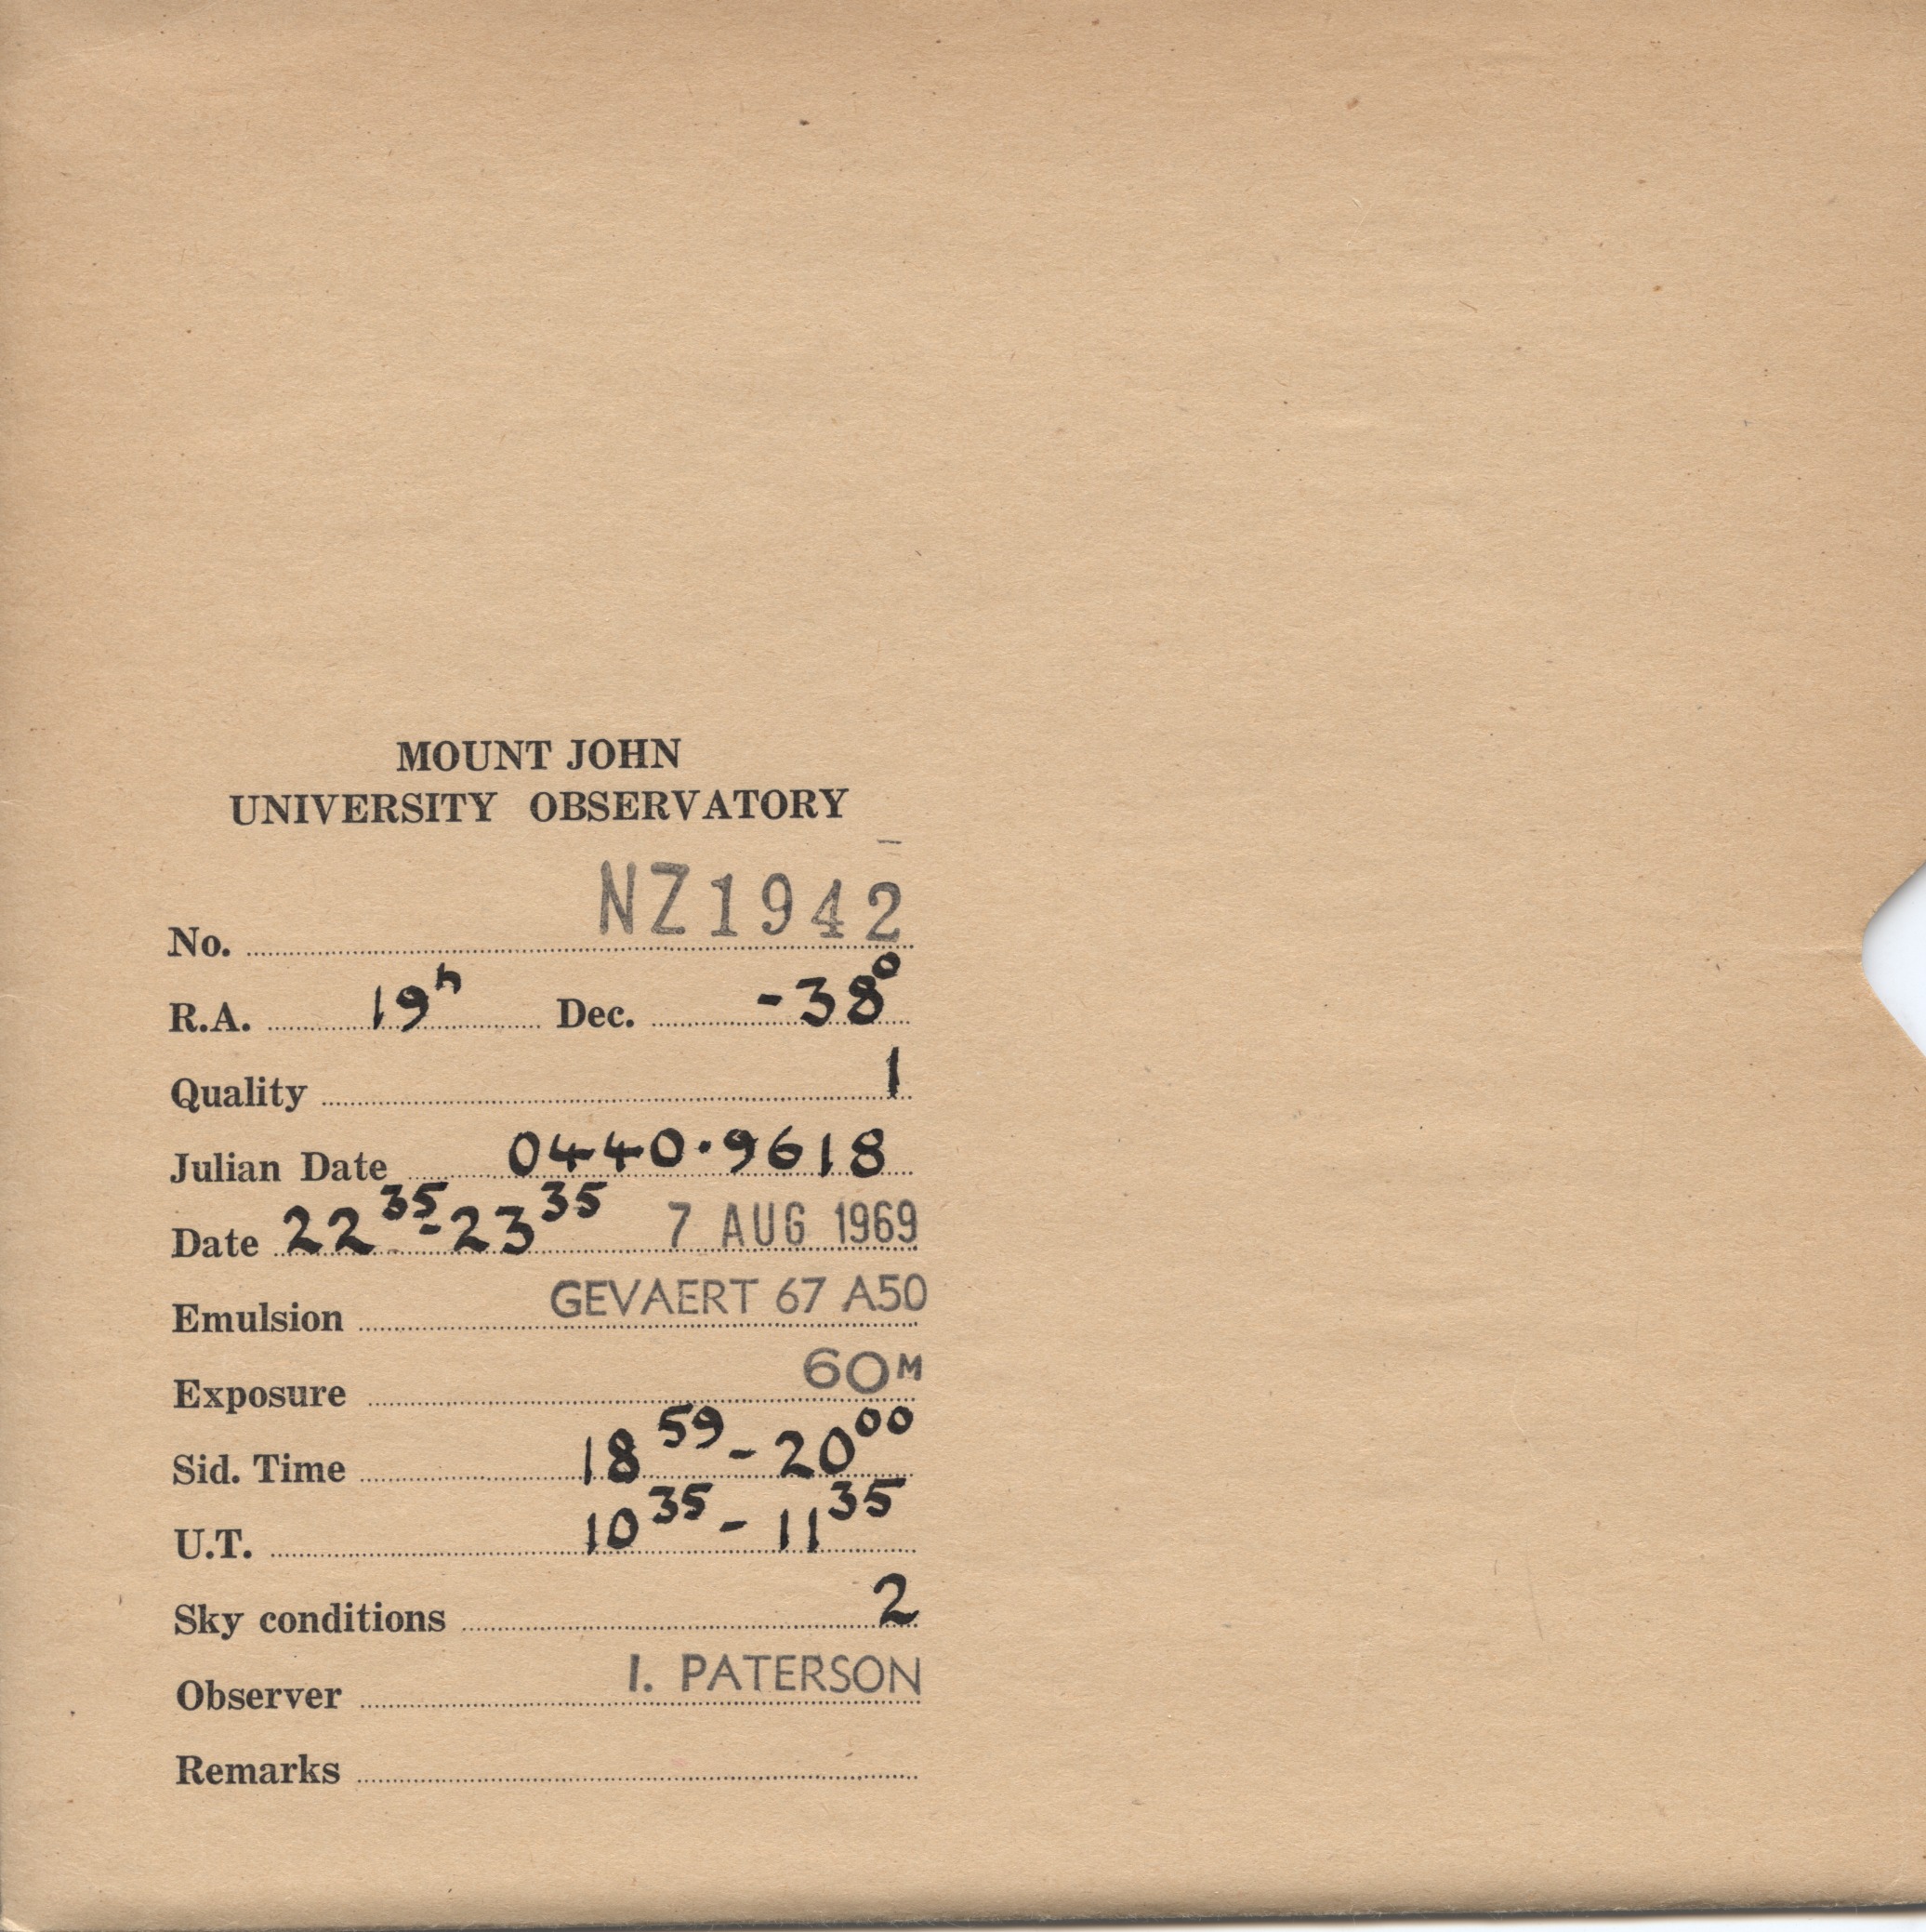 MOUNT JOHN
UNIVERSITY OBSERVATORY
No. NZ1942
R.A. 19h Dec. -38°
Quality 1
Julian Date 0440.9618
Date 22 35 - 23 35 7 AUG 1969
Emulsion GEVAERT 67 A50
Exposure 60M
Sid. Time 18 59 - 20 00
U.T. 10 35 - 11 35
Sky conditions 2
Observer I. PATERSON
Remarks